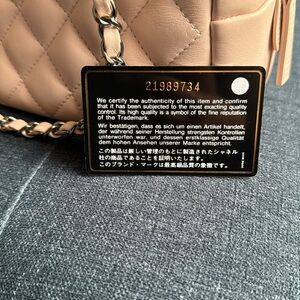 21989734
We certify the authenticity of this item and confirm
that it has been subjected to the most exacting quality
control. Its high quality is a symbol of the fine reputation
of the Trademark.
Wir bestätigen, dass es sich um einen Artikel handelt,
der während seiner Herstellung strengsten Kontrollen
unterworfen war, und dessen erstklassige Qualität
dem hohen Ansehen unserer Marke entspricht.
この製品は厳しい管理のもとに製造されたシャネル
社の商品であることを証明いたします。
このブランド・マークは最高級品質の象徴です。